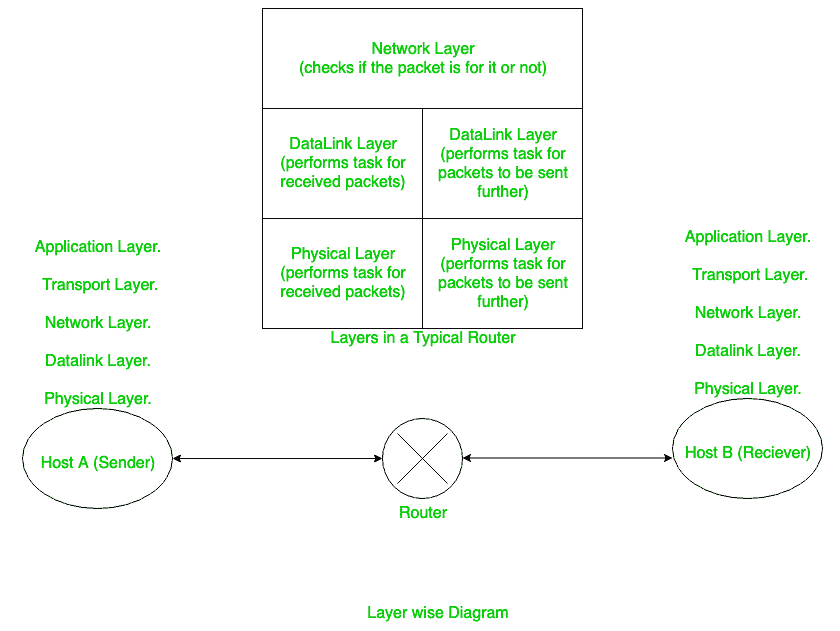 Network Layer
(checks if the packet is for it or not)
DataLink Layer
(performs task for
received packets)
DataLink Layer
(performs task for
packets to be sent
further)
Physical Layer
(performs task for
received packets)
Physical Layer
(performs task for
packets to be sent
further)
Layers in a Typical Router
Application Layer.
Transport Layer.
Network Layer.
Datalink Layer.
Physical Layer.
Host A (Sender)
Router
Application Layer.
Transport Layer.
Network Layer.
Datalink Layer.
Physical Layer.
Host B (Reciever)
Layer wise Diagram